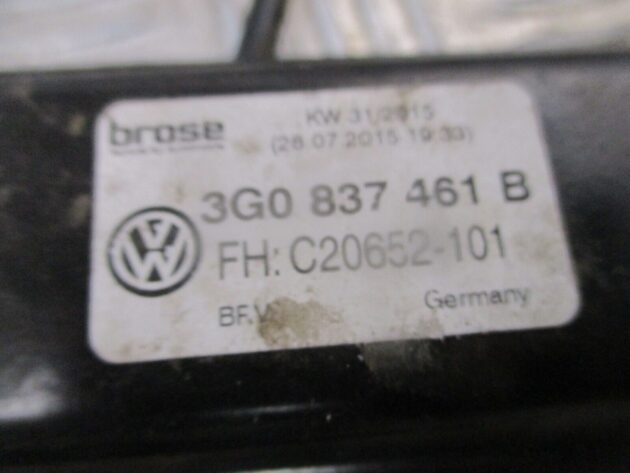 brose
KW 31/2015
(28.07.2015 19:33)
3G0 837 461 B
FH: C20652-101
BF.V
Germany